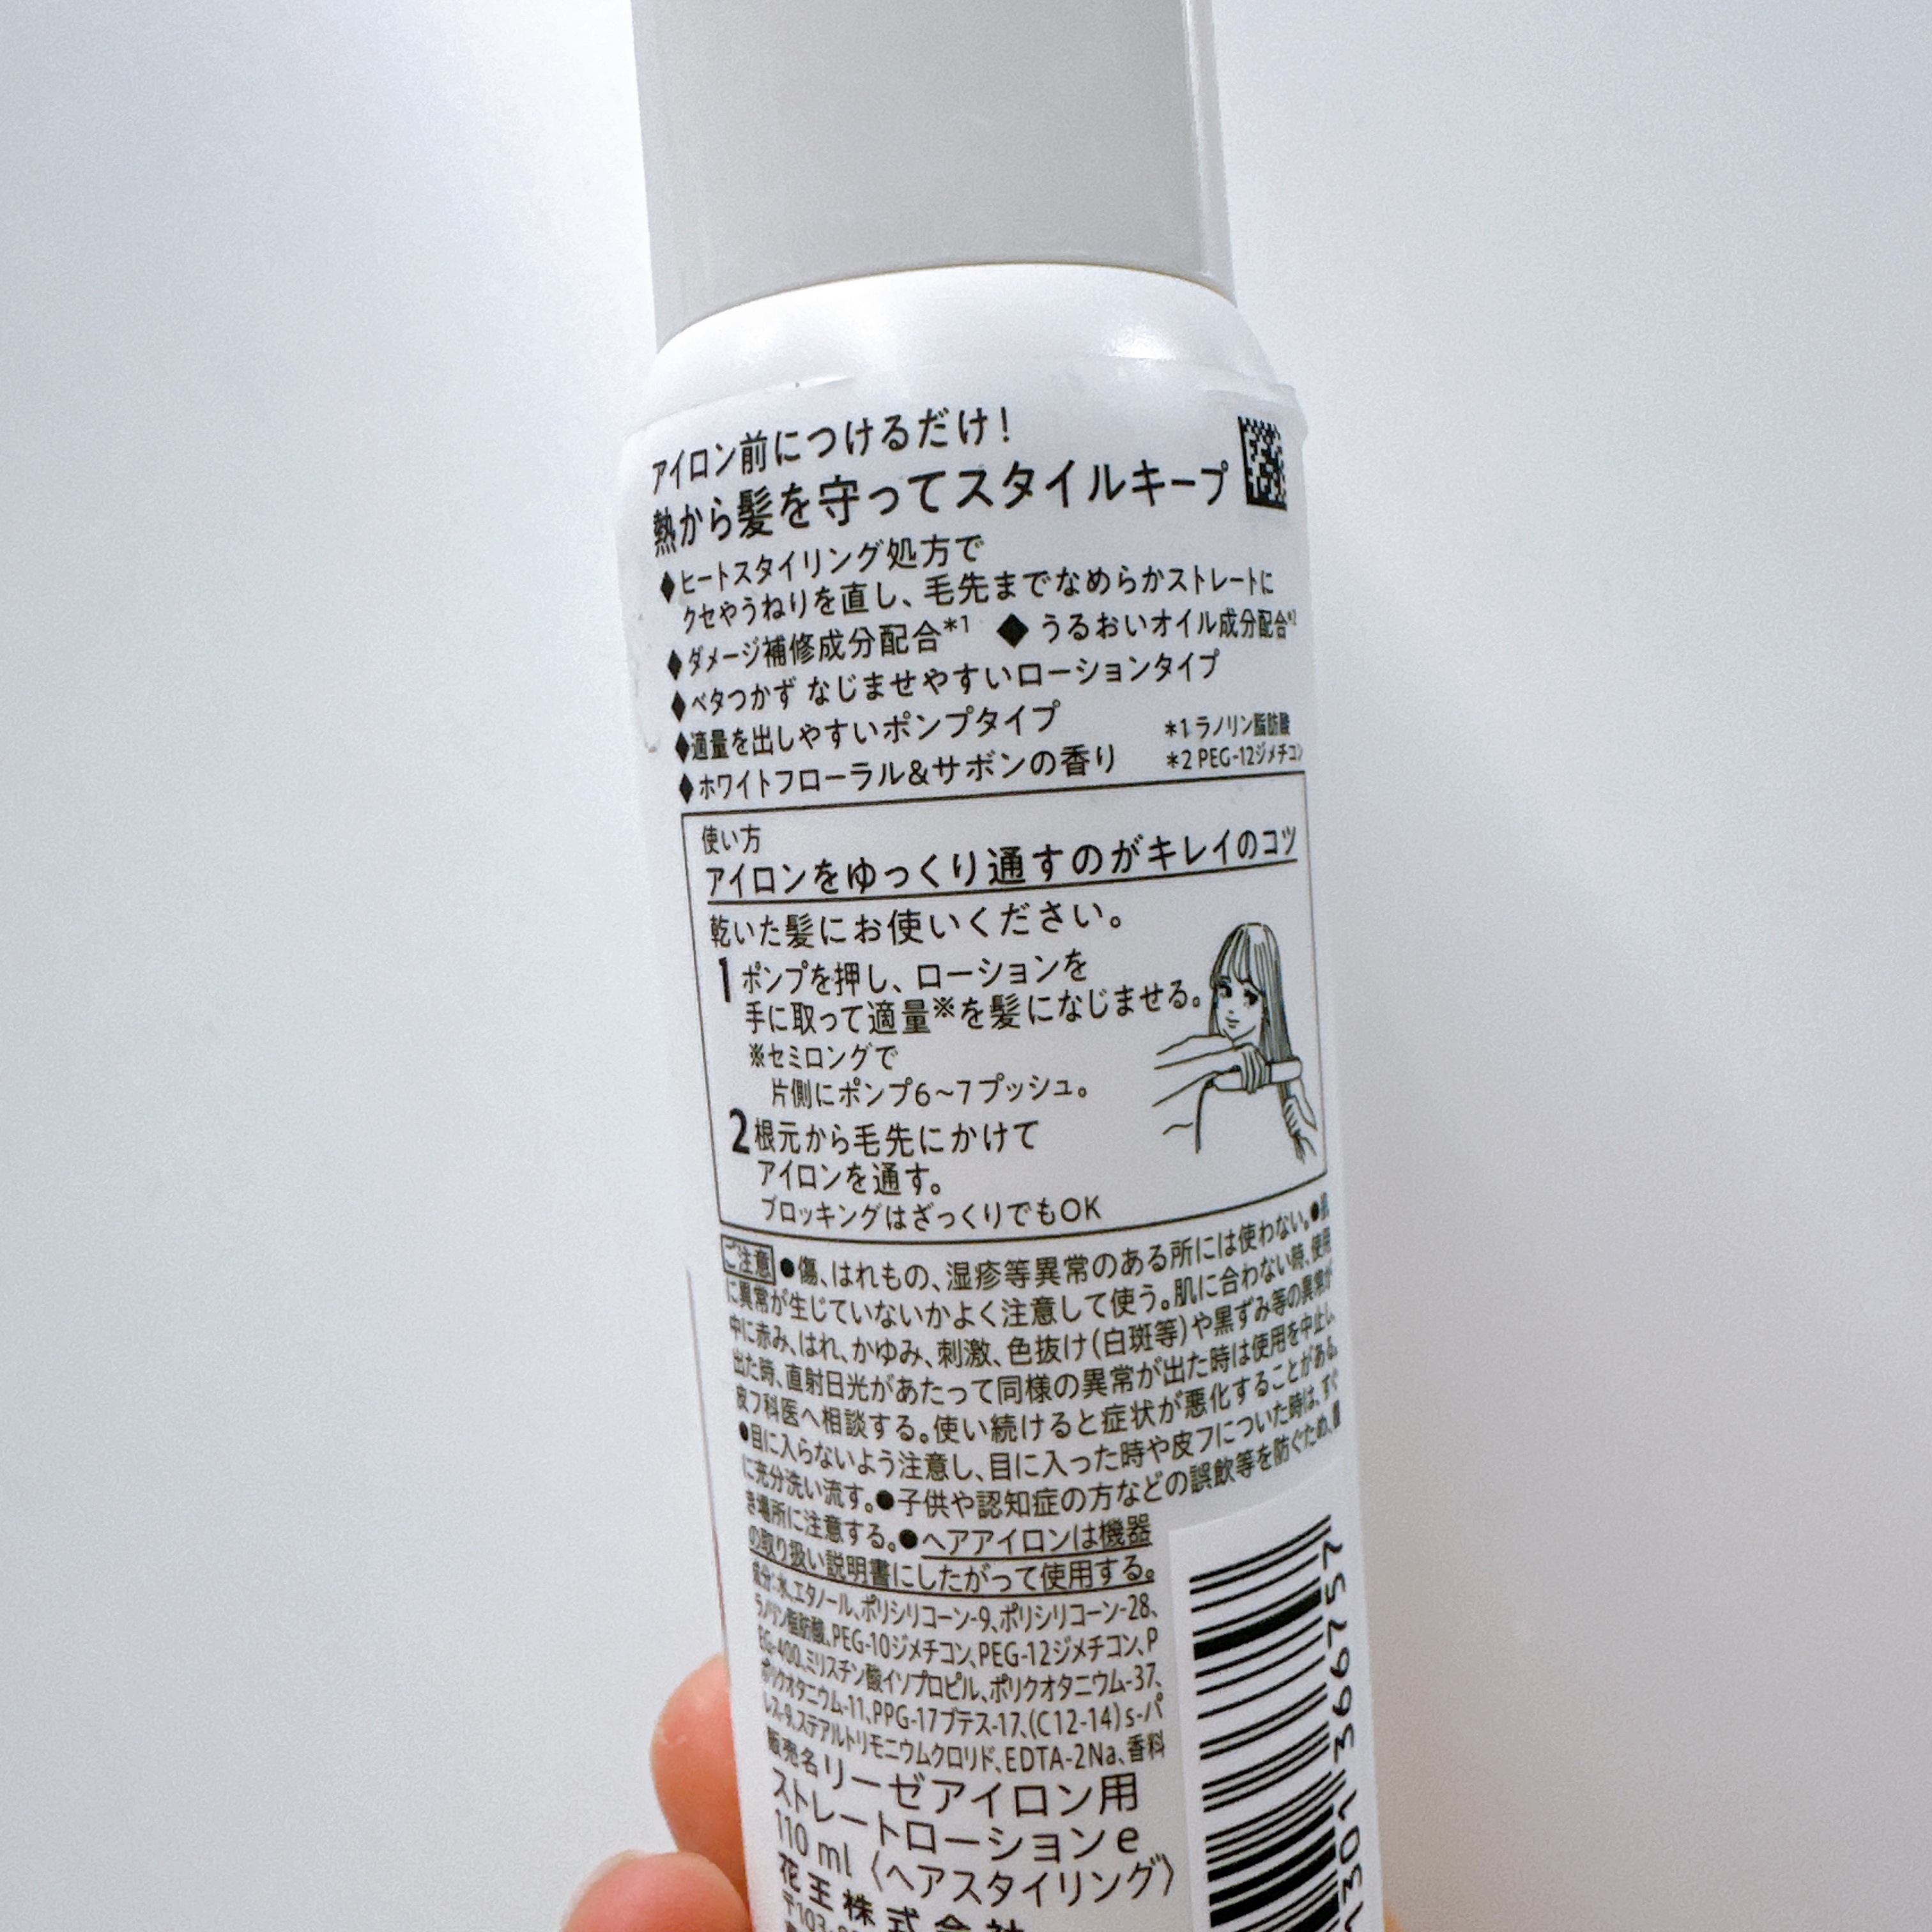 アイロン前につけるだけ!
熱から髪を守ってスタイルキープ
◆ヒートスタイリング処方で
クセやうねりを直し、毛先までなめらかストレートに
◆ダメージ補修成分配合*1 ◆うるおいオイル成分配合*2
◆ベタつかず なじませやすいローションタイプ
◆適量を出しやすいポンプタイプ
◆ホワイトフローラル&サボンの香り
*1 ラノリン脂肪酸
*2 PEG-12ジメチコン
使い方
アイロンをゆっくり通すのがキレイのコツ
乾いた髪にお使いください。
1 ポンプを押し、ローションを
手に取って適量※を髪になじませる。
※セミロングで
片側にポンプ6~7プッシュ。
2 根元から毛先にかけて
アイロンを通す。
ブロッキングはざっくりでもOK
ご注意 ●傷、はれもの、湿疹等異常のある所には使わない。●肌
に異常が生じていないかよく注意して使う。肌に合わない時、使用
中に赤み、はれ、かゆみ、刺激、色抜け(白斑等)や黒ずみ等の異常が
出た時、直射日光があたって同様の異常が出た時は使用を中止し、
皮フ科医へ相談する。使い続けると症状が悪化することがある。
●目に入らないよう注意し、目に入った時や皮フについた時は、すぐ
に充分洗い流す。●子供や認知症の方などの誤飲等を防ぐため、置
き場所に注意する。●ヘアアイロンは機器
の取り扱い説明書にしたがって使用する。
成分:水、エタノール、ポリシリコーン-9、ポリシリコーン-28、
ラノリン脂肪酸、PEG-10ジメチコン、PEG-12ジメチコン、P
EG-400、ミリスチン酸イソプロピル、ポリクオタニウム-37、
ポリクオタニウム-11、PPG-17ブテス-17、(C12-14)s-パ
レス-9、ステアルトリモニウムクロリド、EDTA-2Na、香料
販売名リーゼアイロン用
ストレートローションe
110 ml〈ヘアスタイリング〉
花王株式会社
〒103-
1301 366757